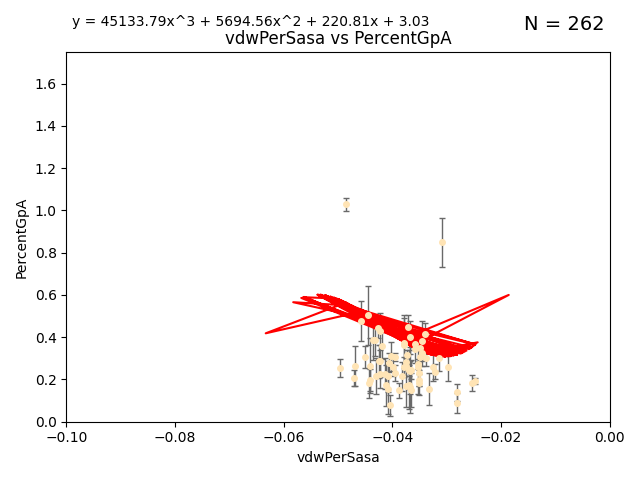 y = 45133.79x^3 + 5694.56x^2 + 220.81x + 3.03
N = 262
vdwPerSasa vs PercentGpA
PercentGpA
1.6
1.4
1.2
1.0
0.8
0.6
0.4
0.2
0.0
−0.10 −0.08 −0.06 −0.04 −0.02 0.00
vdwPerSasa